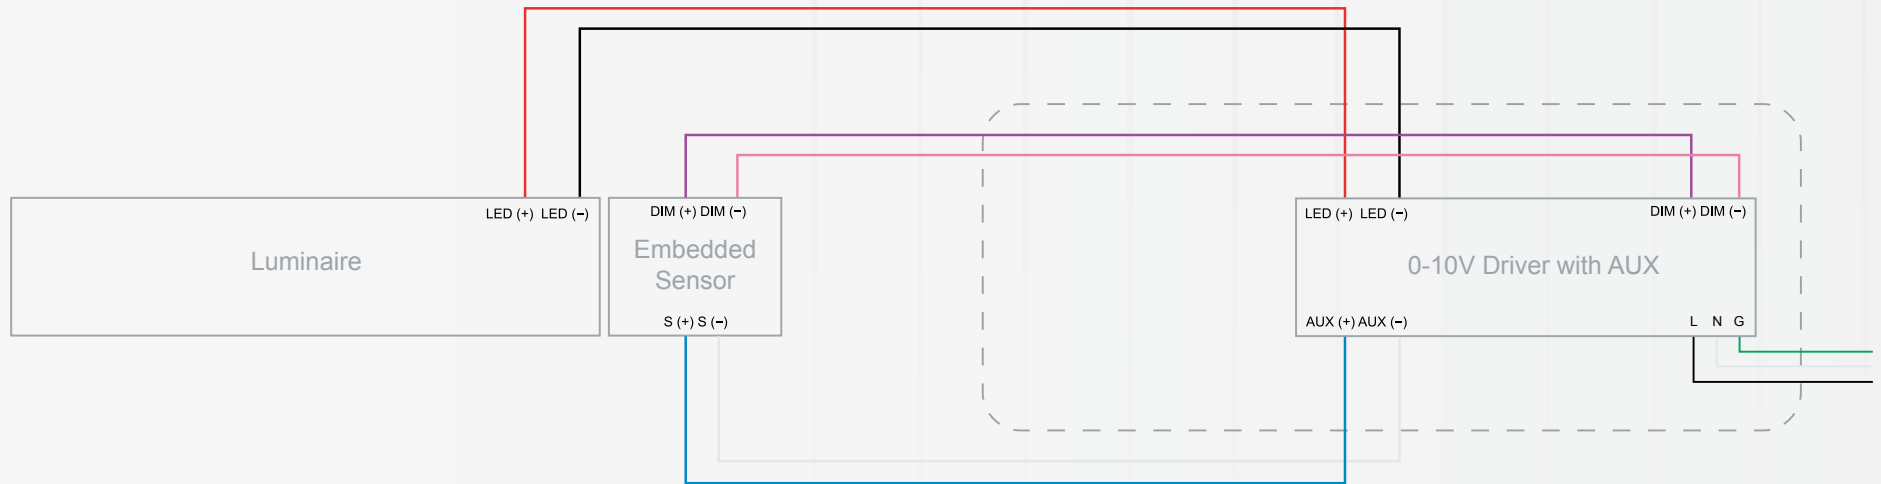 LED (+) LED (−)
Luminaire
DIM (+) DIM (−)
Embedded
Sensor
S (+) S (−)
LED (+) LED (−)
DIM (+) DIM (−)
0-10V Driver with AUX
AUX (+) AUX (−)
L N G